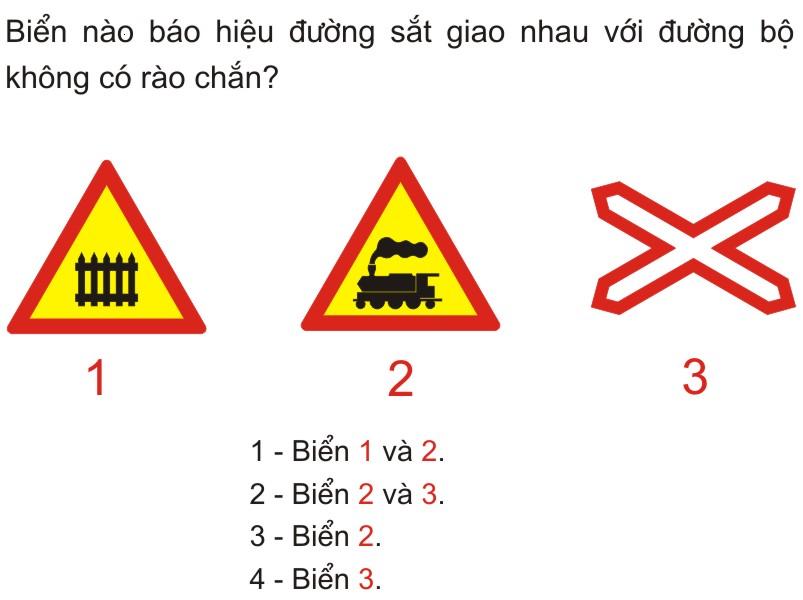 Biển nào báo hiệu đường sắt giao nhau với đường bộ
không có rào chắn?
1 2 3
1 - Biển 1 và 2.
2 - Biển 2 và 3.
3 - Biển 2.
4 - Biển 3.